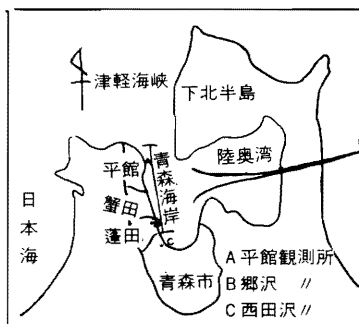 津軽海峡
下北半島
陸奥湾
青森海岸
平館
蟹田
蓬田
日本海
青森市
C
A 平館観測所
B 郷沢 〃
C 西田沢 〃